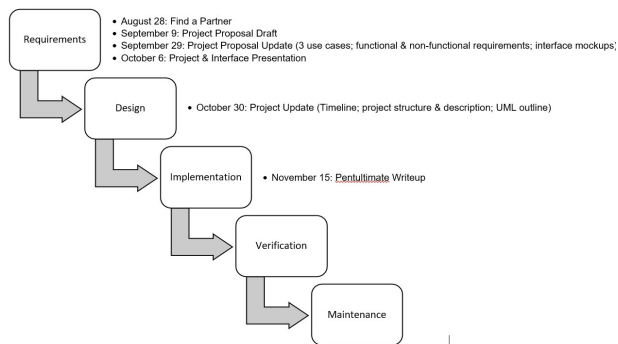 Requirements
• August 28: Find a Partner
• September 9: Project Proposal Draft
• September 29: Project Proposal Update (3 use cases; functional & non-functional requirements; interface mockups)
• October 6: Project & Interface Presentation
Design
• October 30: Project Update (Timeline; project structure & description; UML outline)
Implementation
• November 15: Pentultimate Writeup
Verification
Maintenance